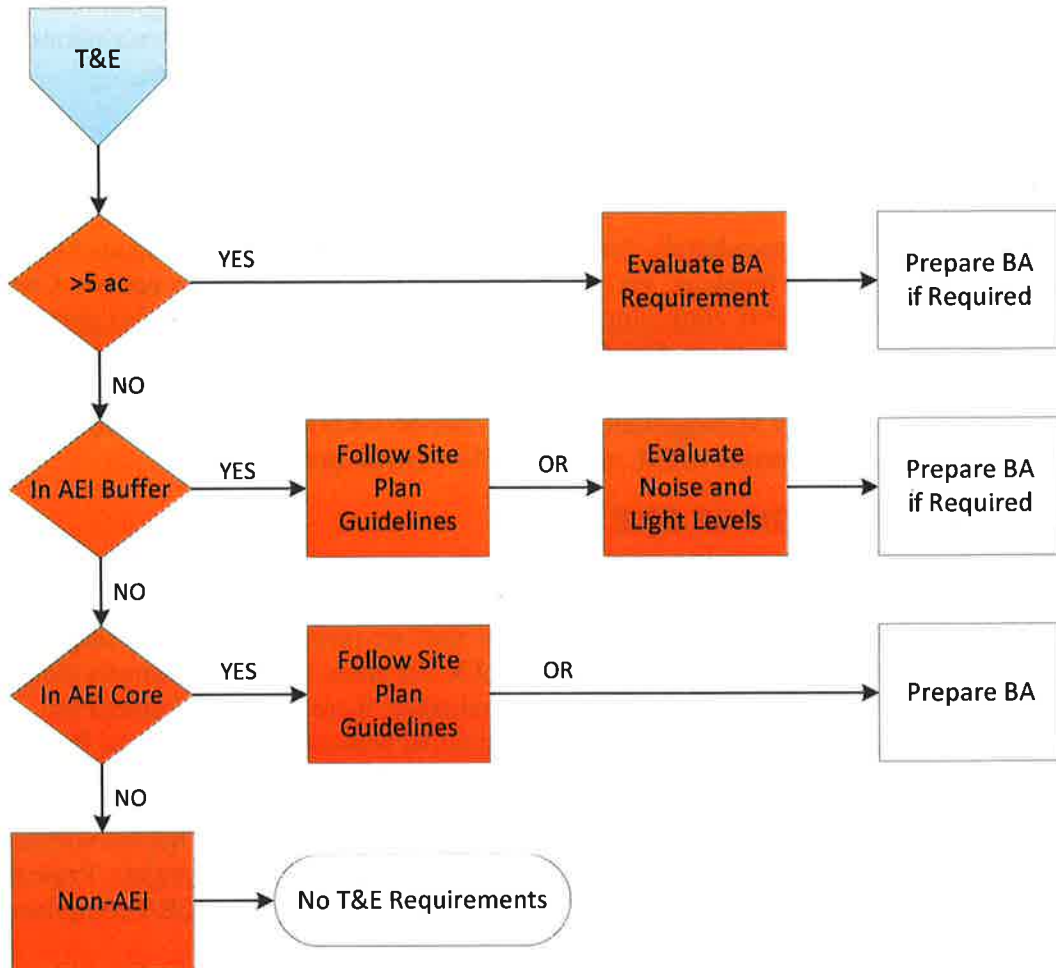 T&E
>5 ac
YES
Evaluate BA
Requirement
Prepare BA
if Required
NO
In AEI Buffer
YES
Follow Site
Plan
Guidelines
OR
Evaluate
Noise and
Light Levels
Prepare BA
if Required
NO
In AEI Core
YES
Follow Site
Plan
Guidelines
OR
Prepare BA
NO
Non-AEI
No T&E Requirements